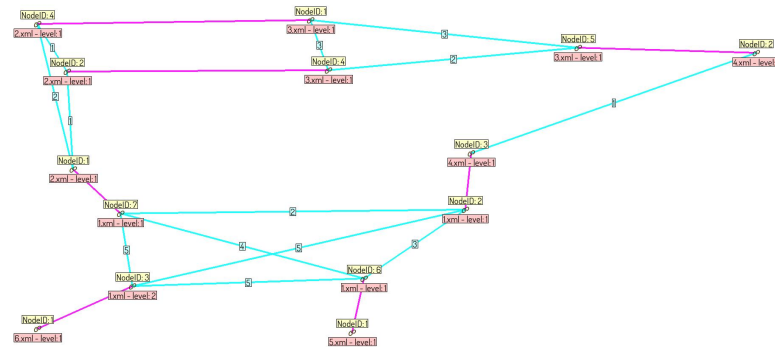 NodeID: 4
2.xml - level: 1
NodeID: 1
3.xml - level: 1
3
NodeID: 5
3.xml - level: 1
NodeID: 2
4.xml - level:
1
3
NodeID: 2
2.xml - level: 1
NodeID: 4
3.xml - level: 1
2
2
1
1
NodeID: 3
4.xml - level: 1
NodeID: 1
2.xml - level: 1
NodeID: 7
1.xml - level: 1
2
NodeID: 2
1.xml - level: 1
5
4
5
3
NodeID: 3
1.xml - level: 2
5
NodeID: 6
1.xml - level: 1
NodeID: 1
6.xml - level: 1
NodeID: 1
5.xml - level: 1